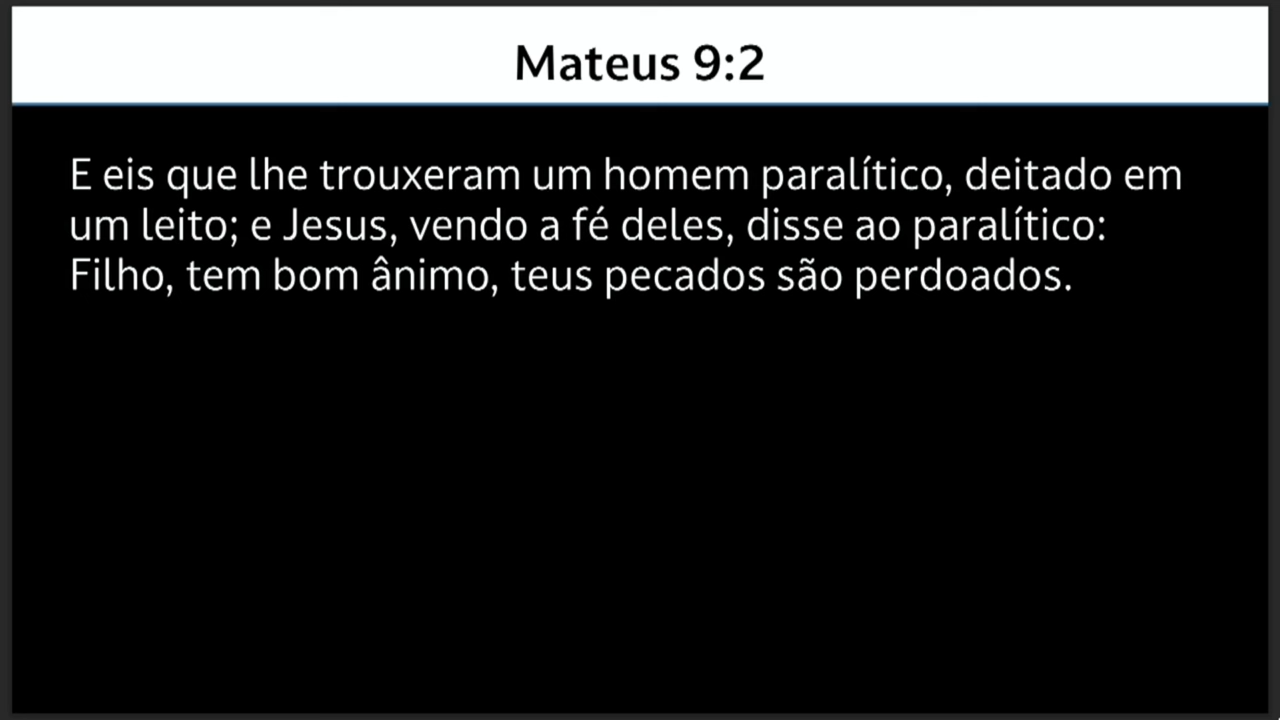 Mateus 9:2
E eis que lhe trouxeram um homem paralítico, deitado em
um leito; e Jesus, vendo a fé deles, disse ao paralítico:
Filho, tem bom ânimo, teus pecados são perdoados.